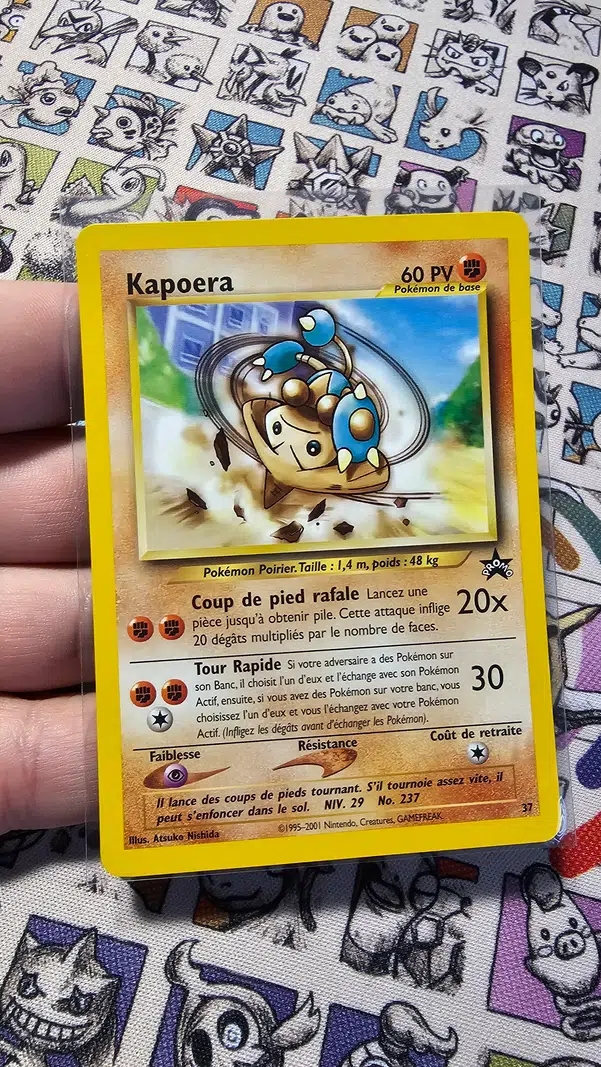 Kapoera
60 PV
Pokémon de base
Pokémon Poirier. Taille : 1,4 m, poids : 48 kg
PROMO
Coup de pied rafale Lancez une
pièce jusqu'à obtenir pile. Cette attaque inflige
20 dégâts multipliés par le nombre de faces.
20x
Tour Rapide Si votre adversaire a des Pokémon sur
son Banc, il choisit l'un d'eux et l'échange avec son Pokémon
Actif, ensuite, si vous avez des Pokémon sur votre banc, vous
choisissez l'un d'eux et vous l'échangez avec votre Pokémon
Actif. (Infligez les dégâts avant d'échanger les Pokémon).
30
Faiblesse
Résistance
Coût de retraite
Il lance des coups de pieds tournant. S'il tournoie assez vite, il
peut s'enfoncer dans le sol. NIV. 29 No. 237
Illus. Atsuko Nishida
©1995-2001 Nintendo, Creatures, GAMEFREAK
37